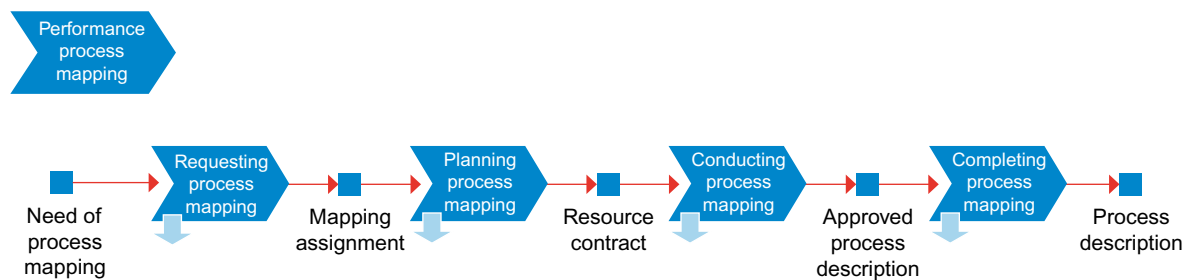 Performance
process
mapping
Requesting
process
mapping
Planning
process
mapping
Conducting
process
mapping
Completing
process
mapping
Need of
process
mapping
Mapping
assignment
Resource
contract
Approved
process
description
Process
description